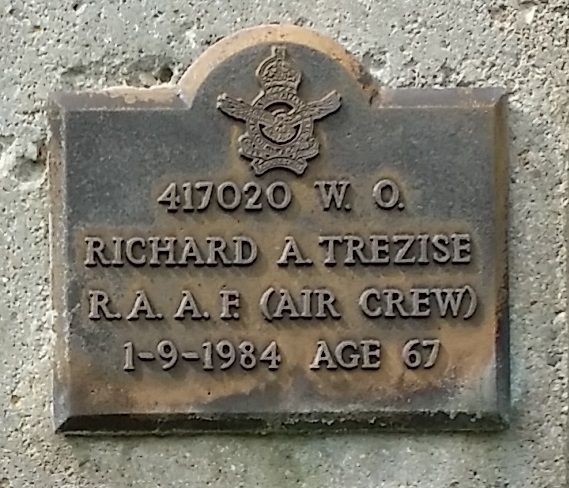 417020 W. O.
RICHARD A. TREZISE
R. A. A. F. (AIR CREW)
1-9-1984 AGE 67